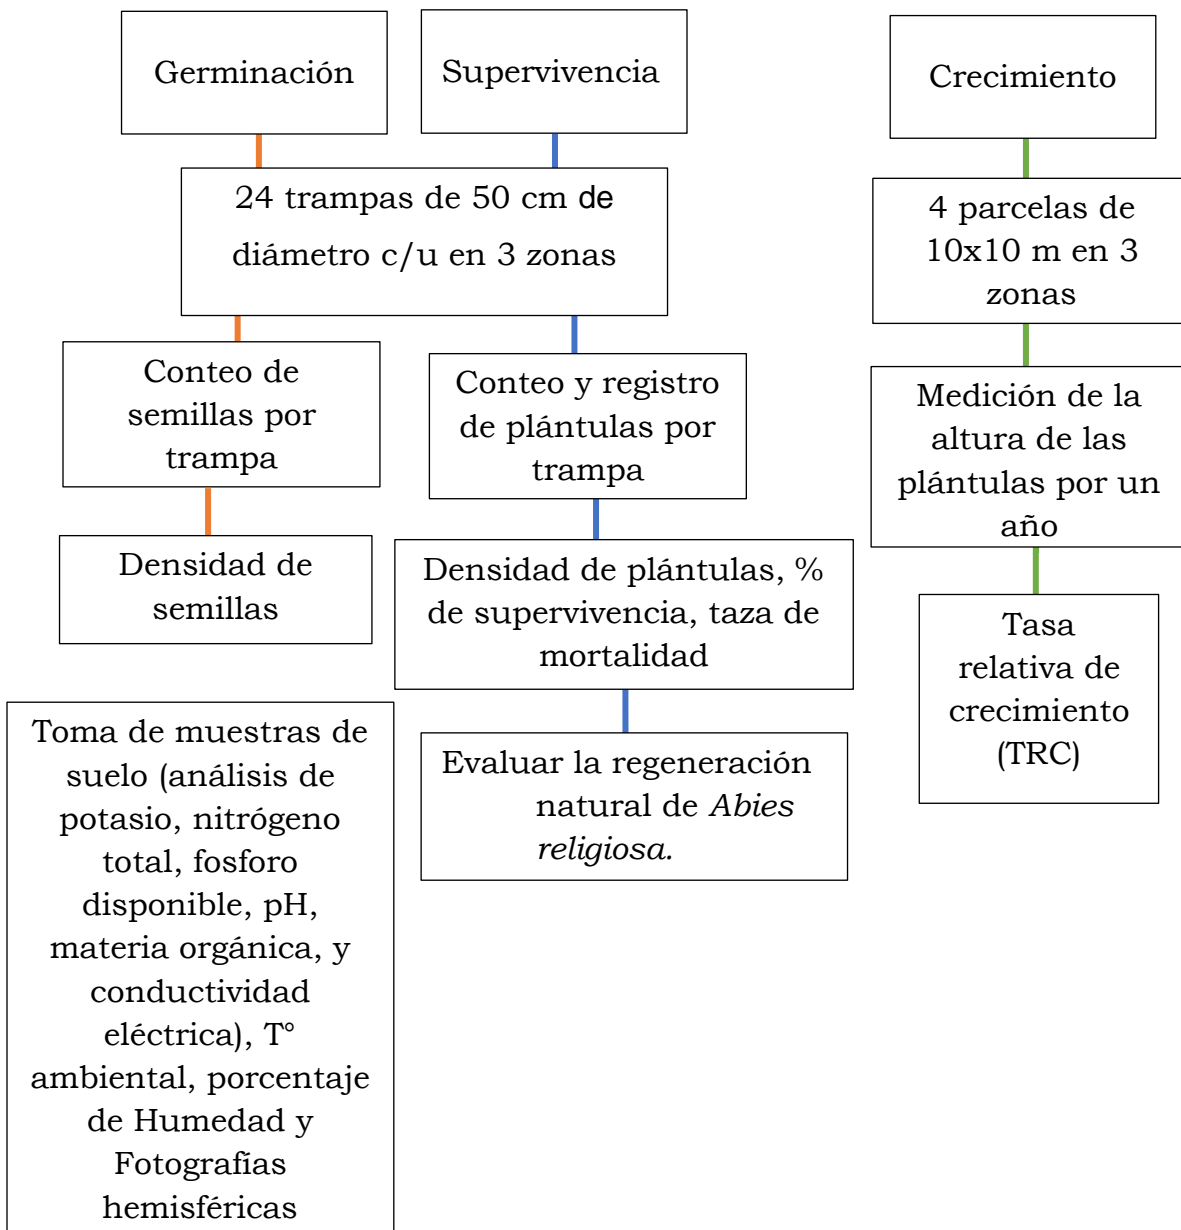 Germinación
Supervivencia
Crecimiento
24 trampas de 50 cm de
diámetro c/u en 3 zonas
4 parcelas de
10x10 m en 3
zonas
Conteo de
semillas por
trampa
Conteo y registro
de plántulas por
trampa
Medición de la
altura de las
plántulas por un
año
Densidad de
semillas
Densidad de plántulas, %
de supervivencia, taza de
mortalidad
Tasa
relativa de
crecimiento
(TRC)
Toma de muestras de
suelo (análisis de
potasio, nitrógeno
total, fosforo
disponible, pH,
materia orgánica, y
conductividad
eléctrica), T°
ambiental, porcentaje
de Humedad y
Fotografías
hemisféricas
Evaluar la regeneración
natural de Abies
religiosa.